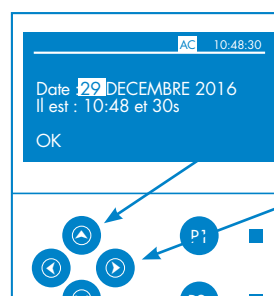 AC 10:48:30
Date : 29 DECEMBRE 2016
Il est : 10:48 et 30s
OK
P1